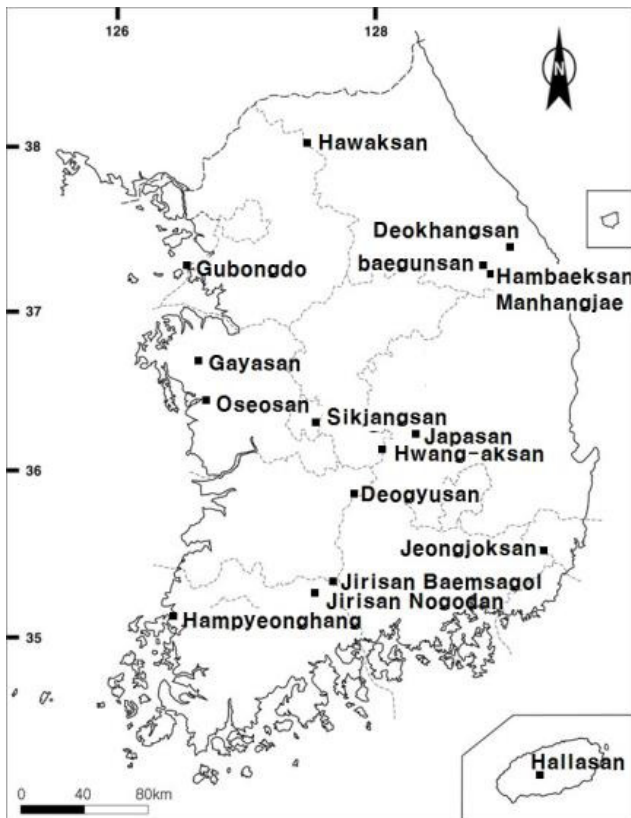 126 128
N
38
Hawaksan
Deokhangsan
baegunsan
Gubongdo
Hambaeksan
Manhangjae
37
Gayasan
Oseosan
Sikjangsan
Japasan
Hwang-aksan
36
Deogyusan
Jeongjoksan
Jirisan Baemsagol
Jirisan Nogodan
Hampyeonghang
35
Hallasan
0 40 80km